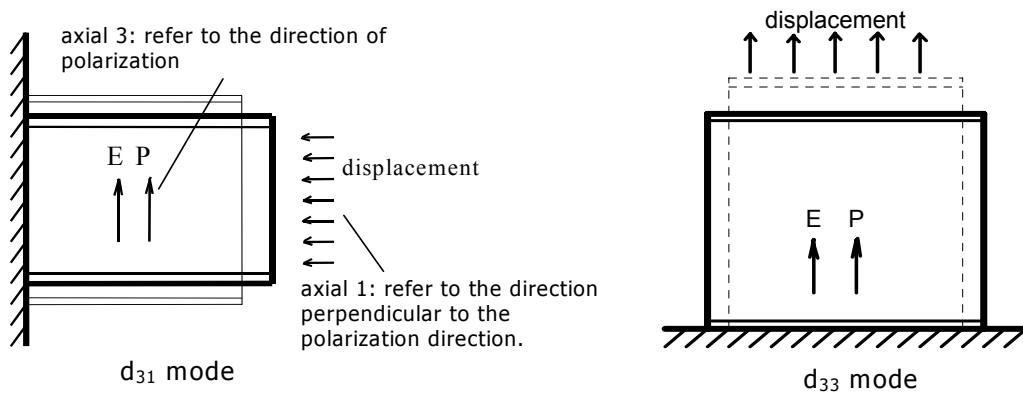 axial 3: refer to the direction of
polarization
E P
displacement
axial 1: refer to the direction
perpendicular to the
polarization direction.
d31 mode
displacement
E P
d33 mode